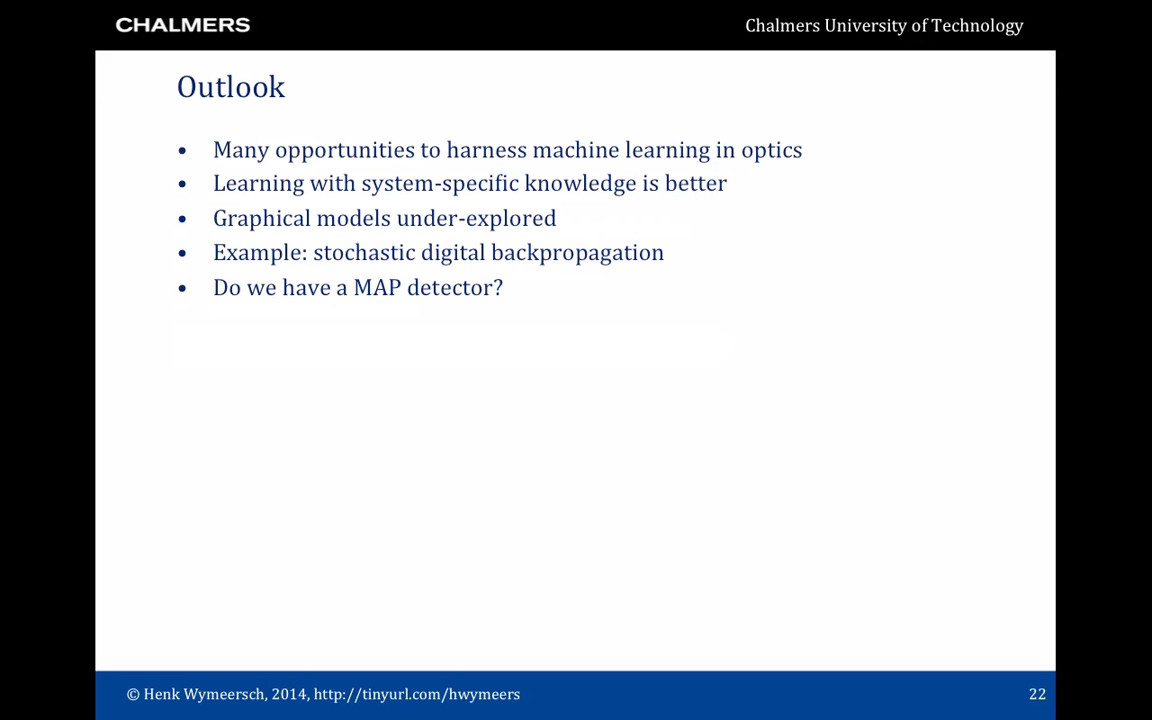 CHALMERS
Chalmers University of Technology
Outlook
• Many opportunities to harness machine learning in optics
• Learning with system-specific knowledge is better
• Graphical models under-explored
• Example: stochastic digital backpropagation
• Do we have a MAP detector?
© Henk Wymeersch, 2014, http://tinyurl.com/hwymeers
22